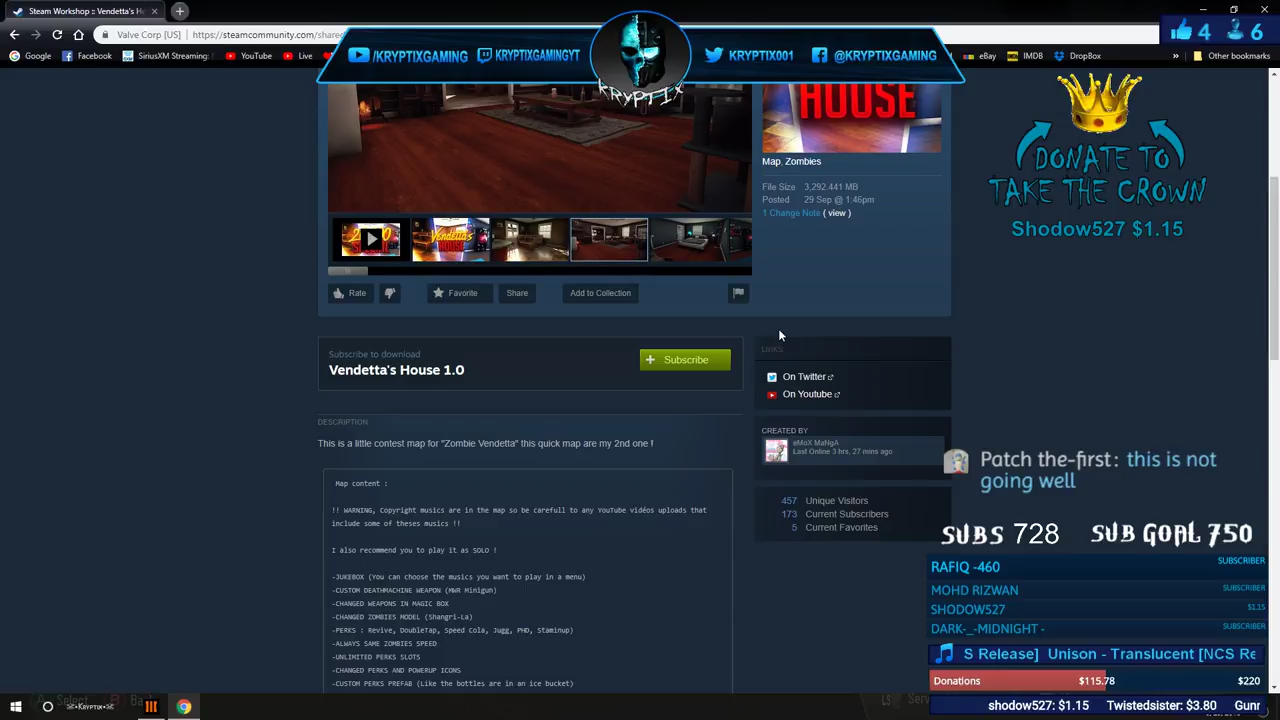 Steam Workshop :: Vendetta's H
Valve Corp [US]
https://steamcommunity.com/shared
Google
Facebook
SiriusXM Streaming:
YouTube
Live
eBay
IMDB
DropBox
Other bookmarks
/KRYPTIXGAMING
KRYPTIXGAMINGYT
KRYPTIX001
@KRYPTIXGAMING
KRYPTIX
4
6
DONATE TO
TAKE THE CROWN
Shodow527 $1.15
HOUSE
Map, Zombies
File Size 3,292.441 MB
Posted 29 Sep @ 1:46pm
1 Change Note ( view )
Vendetta's
HOUSE
Rate
Favorite
Share
Add to Collection
Subscribe to download
Vendetta's House 1.0
Subscribe
LINKS
On Twitter
On Youtube
CREATED BY
eMoX MaNgA
Last Online 3 hrs, 27 mins ago
457 Unique Visitors
173 Current Subscribers
5 Current Favorites
DESCRIPTION
This is a little contest map for "Zombie Vendetta" this quick map are my 2nd one !
Map content :
!! WARNING, Copyright musics are in the map so be carefull to any YouTube vidéos uploads that
include some of theses musics !!
I also recommend you to play it as SOLO !
-JUKEBOX (You can choose the musics you want to play in a menu)
-CUSTOM DEATHMACHINE WEAPON (MWR Minigun)
-CHANGED WEAPONS IN MAGIC BOX
-CHANGED ZOMBIES MODEL (Shangri-La)
-PERKS : Revive, DoubleTap, Speed Cola, Jugg, PHD, Staminup)
-ALWAYS SAME ZOMBIES SPEED
-UNLIMITED PERKS SLOTS
-CHANGED PERKS AND POWERUP ICONS
-CUSTOM PERKS PREFAB (Like the bottles are in an ice bucket)
Patch the-first: this is not
going well
SUBS 728
SUB GOAL 750
RAFIQ -460 SUBSCRIBER
MOHD RIZWAN SUBSCRIBER
SHODOW527 $1.15
DARK-_-MIDNIGHT - SUBSCRIBER
S Release] Unison - Translucent [NCS Re
Donations $115.78 $220
shodow527: $1.15 Twistedsister: $3.80 Gunr
Select
Kryptix